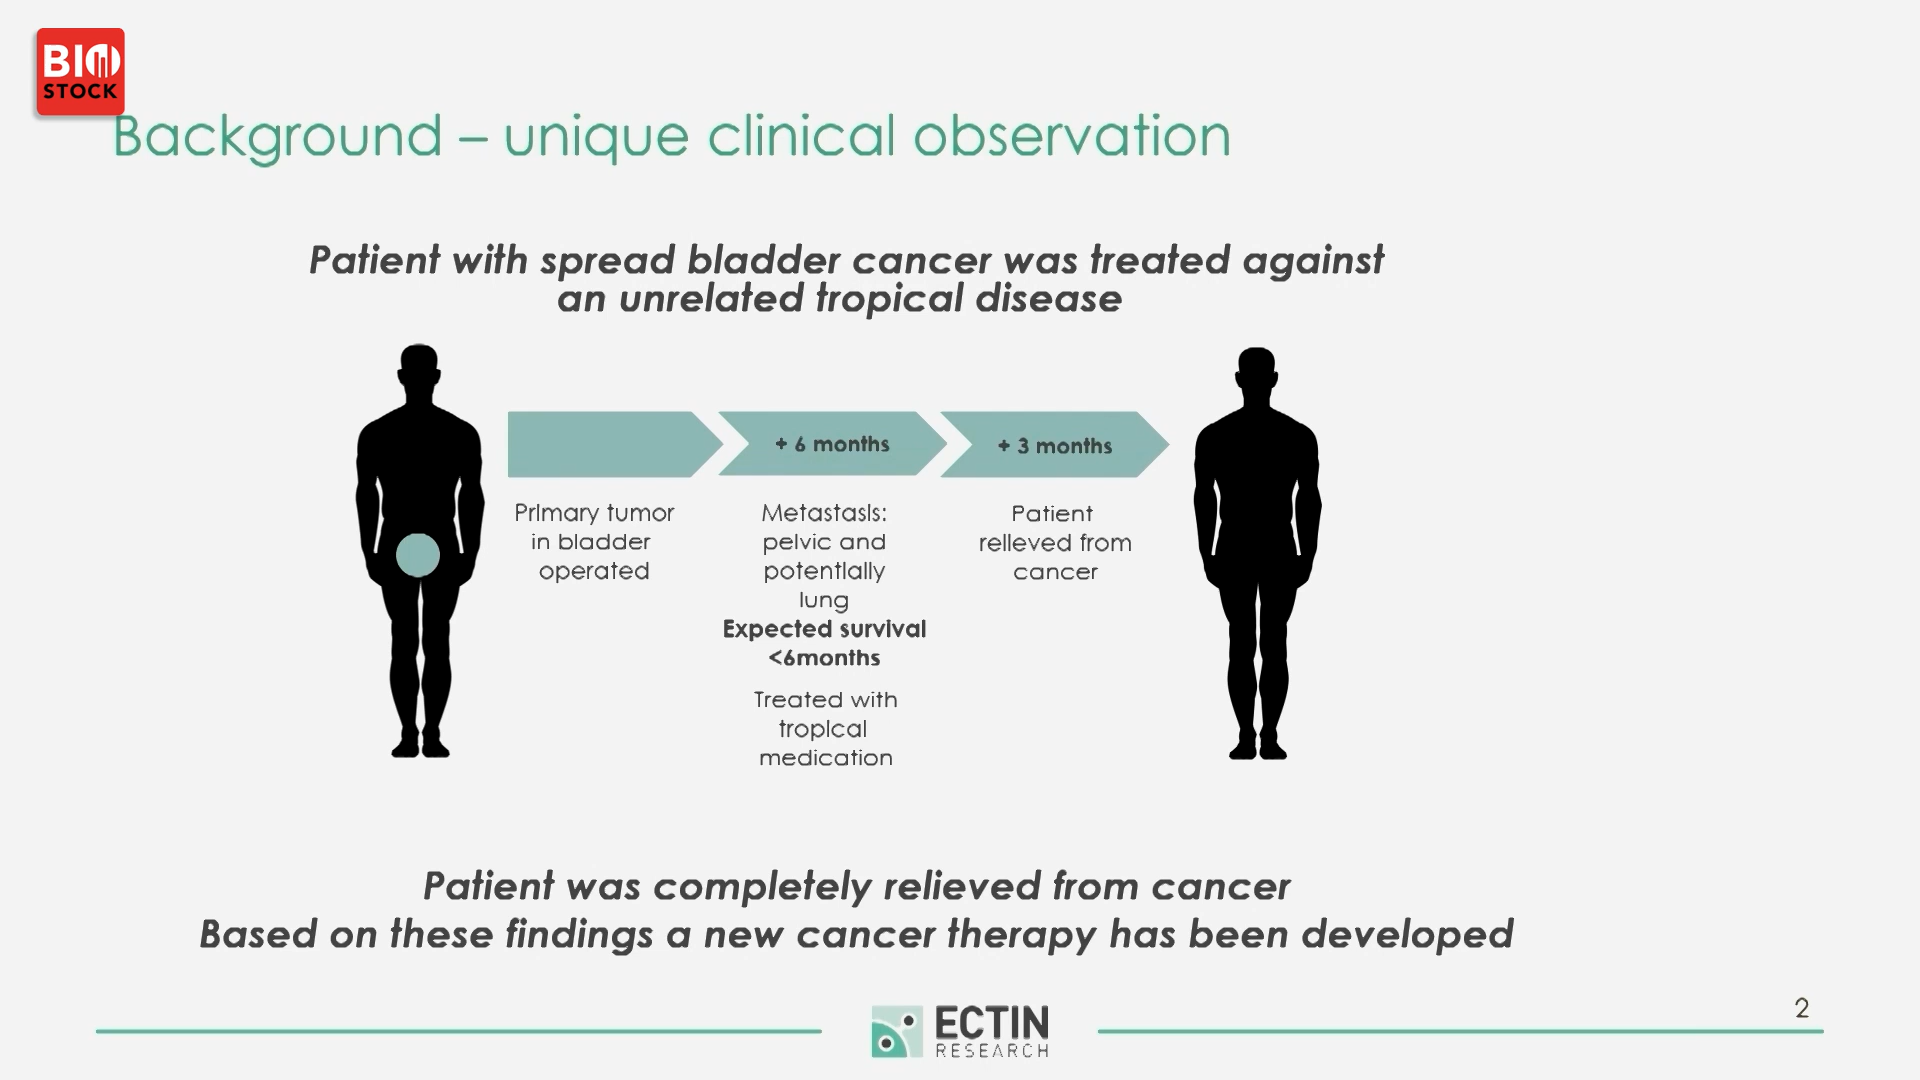 BIO
STOCK
Background – unique clinical observation
Patient with spread bladder cancer was treated against
an unrelated tropical disease
+ 6 months
+ 3 months
Primary tumor
in bladder
operated
Metastasis:
pelvic and
potentially
lung
Expected survival
<6months
Treated with
tropical
medication
Patient
relieved from
cancer
Patient was completely relieved from cancer
Based on these findings a new cancer therapy has been developed
2
ECTIN
RESEARCH